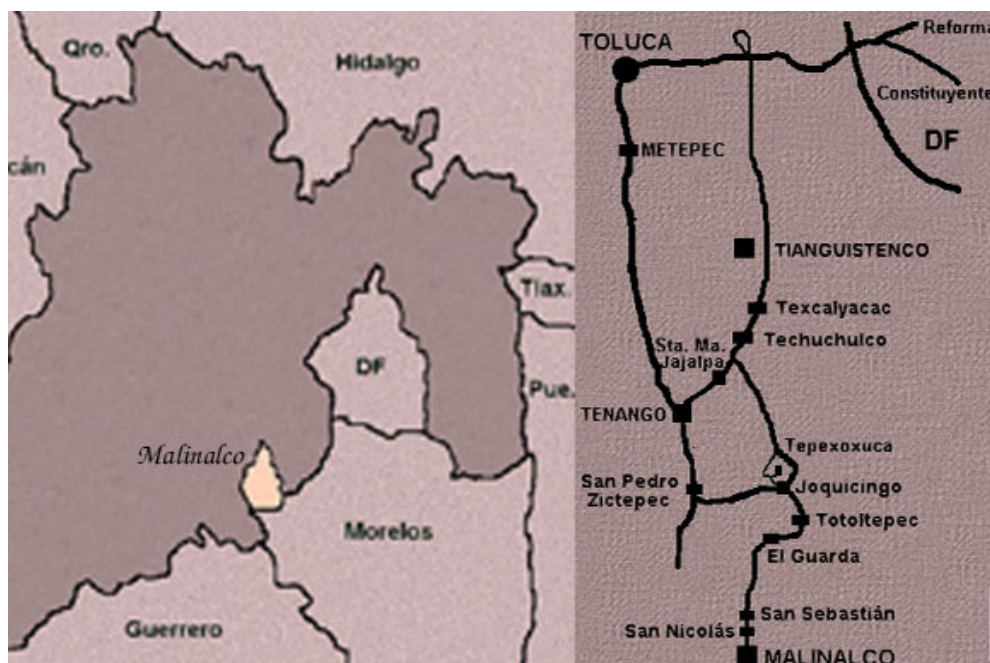 Qro.
Hidalgo
cán
Tlax.
DF
Pue.
Malinalco
Morelos
Guerrero
TOLUCA
Reforma
Constituyente
DF
METEPEC
TIANGUISTENCO
Texcalyacac
Techuchulco
Sta. Ma.
Jajalpa
TENANGO
Tepexoxuca
San Pedro
Zictepec
Joquicingo
Totoltepec
El Guarda
San Sebastián
San Nicolás
MALINALCO